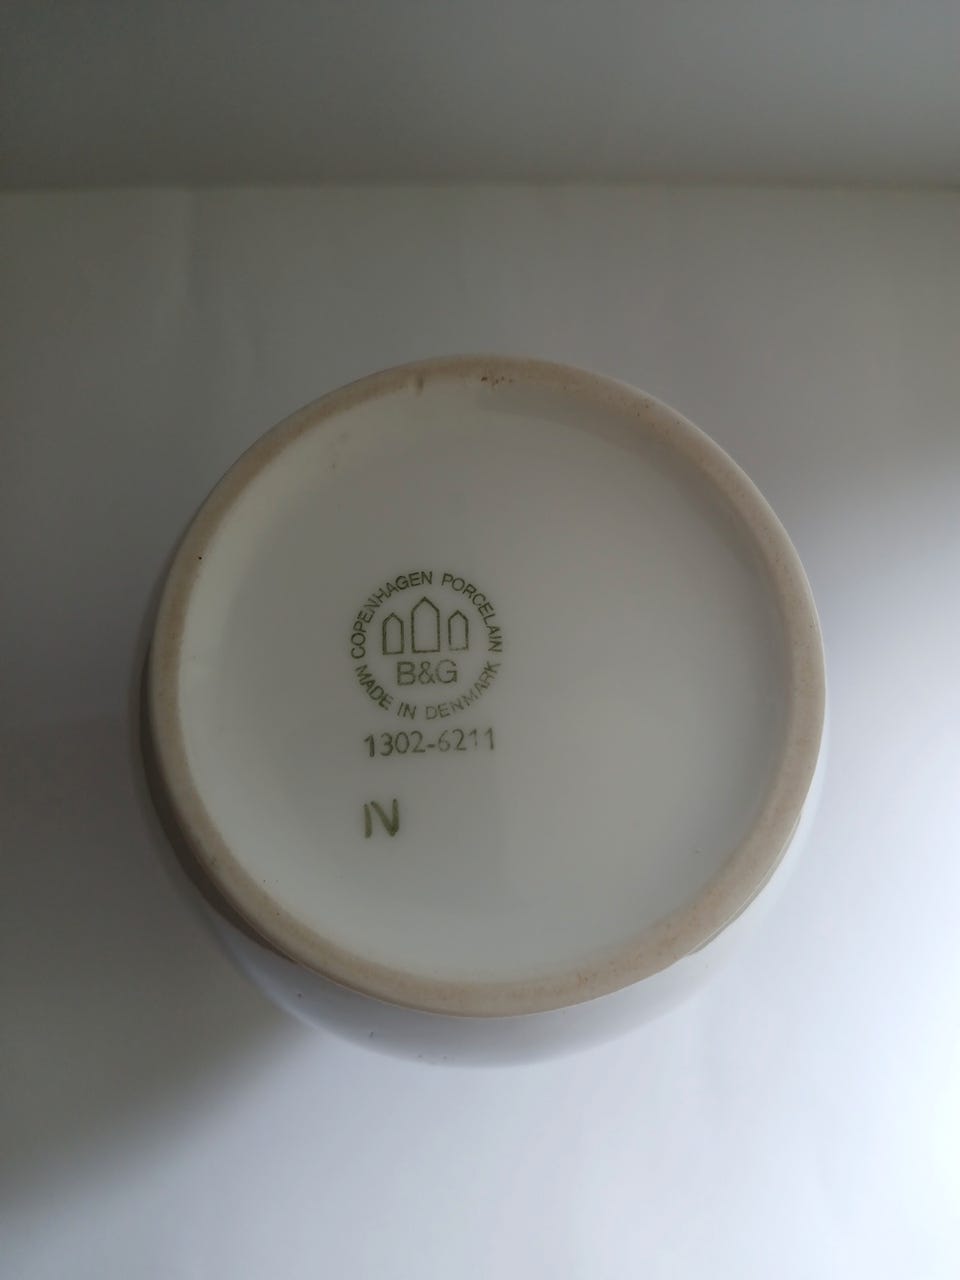 COPENHAGEN PORCELAIN
B&G
MADE IN DENMARK
1302-6211
IV